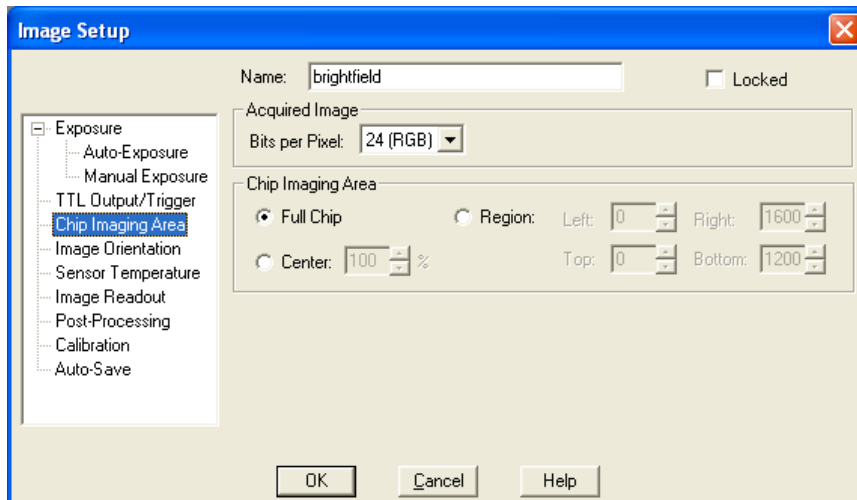 Image Setup
Name: brightfield Locked
Exposure
Auto-Exposure
Manual Exposure
TTL Output/Trigger
Chip Imaging Area
Image Orientation
Sensor Temperature
Image Readout
Post-Processing
Calibration
Auto-Save
Acquired Image
Bits per Pixel: 24 (RGB)
Chip Imaging Area
Full Chip Region: Left: 0 Right: 1600
Center: 100 % Top: 0 Bottom: 1200
OK Cancel Help